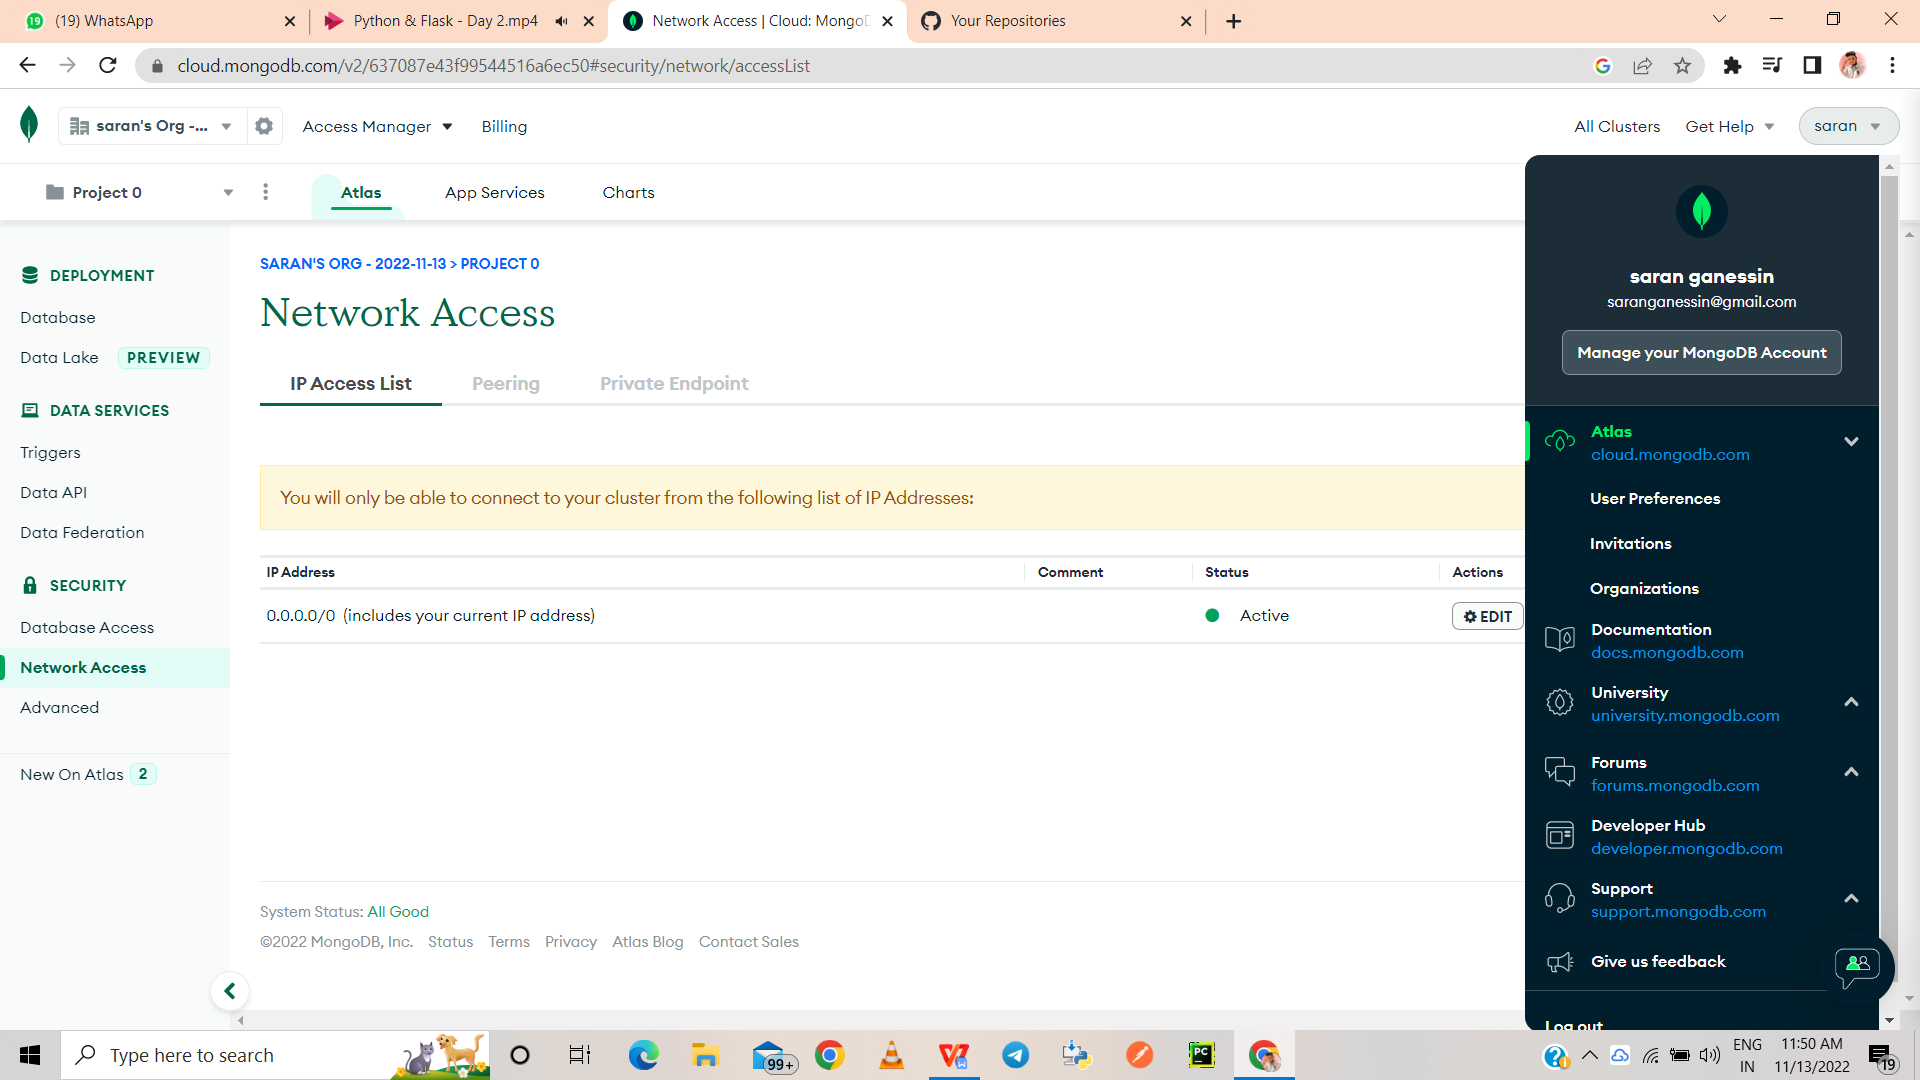 (19) WhatsApp
Python & Flask - Day 2.mp4
Network Access | Cloud: MongoD
Your Repositories
cloud.mongodb.com/v2/637087e43f99544516a6ec50#security/network/accessList
saran's Org -...
Access Manager
Billing
All Clusters
Get Help
saran
Project 0
Atlas
App Services
Charts
DEPLOYMENT
Database
Data Lake PREVIEW
DATA SERVICES
Triggers
Data API
Data Federation
SECURITY
Database Access
Network Access
Advanced
New On Atlas 2
SARAN'S ORG - 2022-11-13 > PROJECT 0
Network Access
IP Access List
Peering
Private Endpoint
You will only be able to connect to your cluster from the following list of IP Addresses:
IP Address
Comment
Status
Actions
0.0.0.0/0 (includes your current IP address)
Active
EDIT
System Status: All Good
©2022 MongoDB, Inc. Status Terms Privacy Atlas Blog Contact Sales
saran ganessin
saranganessin@gmail.com
Manage your MongoDB Account
Atlas
cloud.mongodb.com
User Preferences
Invitations
Organizations
Documentation
docs.mongodb.com
University
university.mongodb.com
Forums
forums.mongodb.com
Developer Hub
developer.mongodb.com
Support
support.mongodb.com
Give us feedback
Log out
Type here to search
99+
PC
ENG
IN
11:50 AM
11/13/2022
19